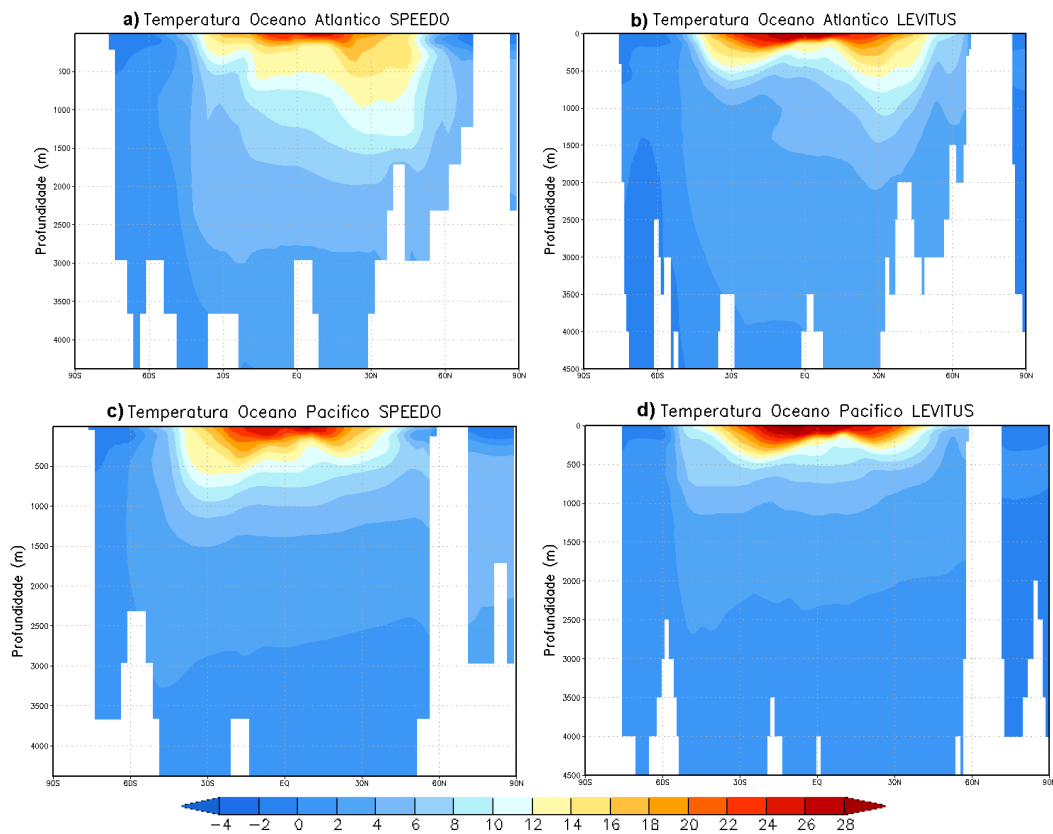 a) Temperatura Oceano Atlantico SPEEDO
b) Temperatura Oceano Atlantico LEVITUS
Profundidade (m)
500
1000
1500
2000
2500
3000
3500
4000
90S 60S 30S EQ 30N 60N 90N
Profundidade (m)
0
500
1000
1500
2000
2500
3000
3500
4000
4500
90S 60S 30S EQ 30N 60N 90N
c) Temperatura Oceano Pacifico SPEEDO
d) Temperatura Oceano Pacifico LEVITUS
Profundidade (m)
500
1000
1500
2000
2500
3000
3500
4000
90S 60S 30S EQ 30N 60N 90N
Profundidade (m)
0
500
1000
1500
2000
2500
3000
3500
4000
4500
90S 60S 30S EQ 30N 60N 90N
−4 −2 0 2 4 6 8 10 12 14 16 18 20 22 24 26 28